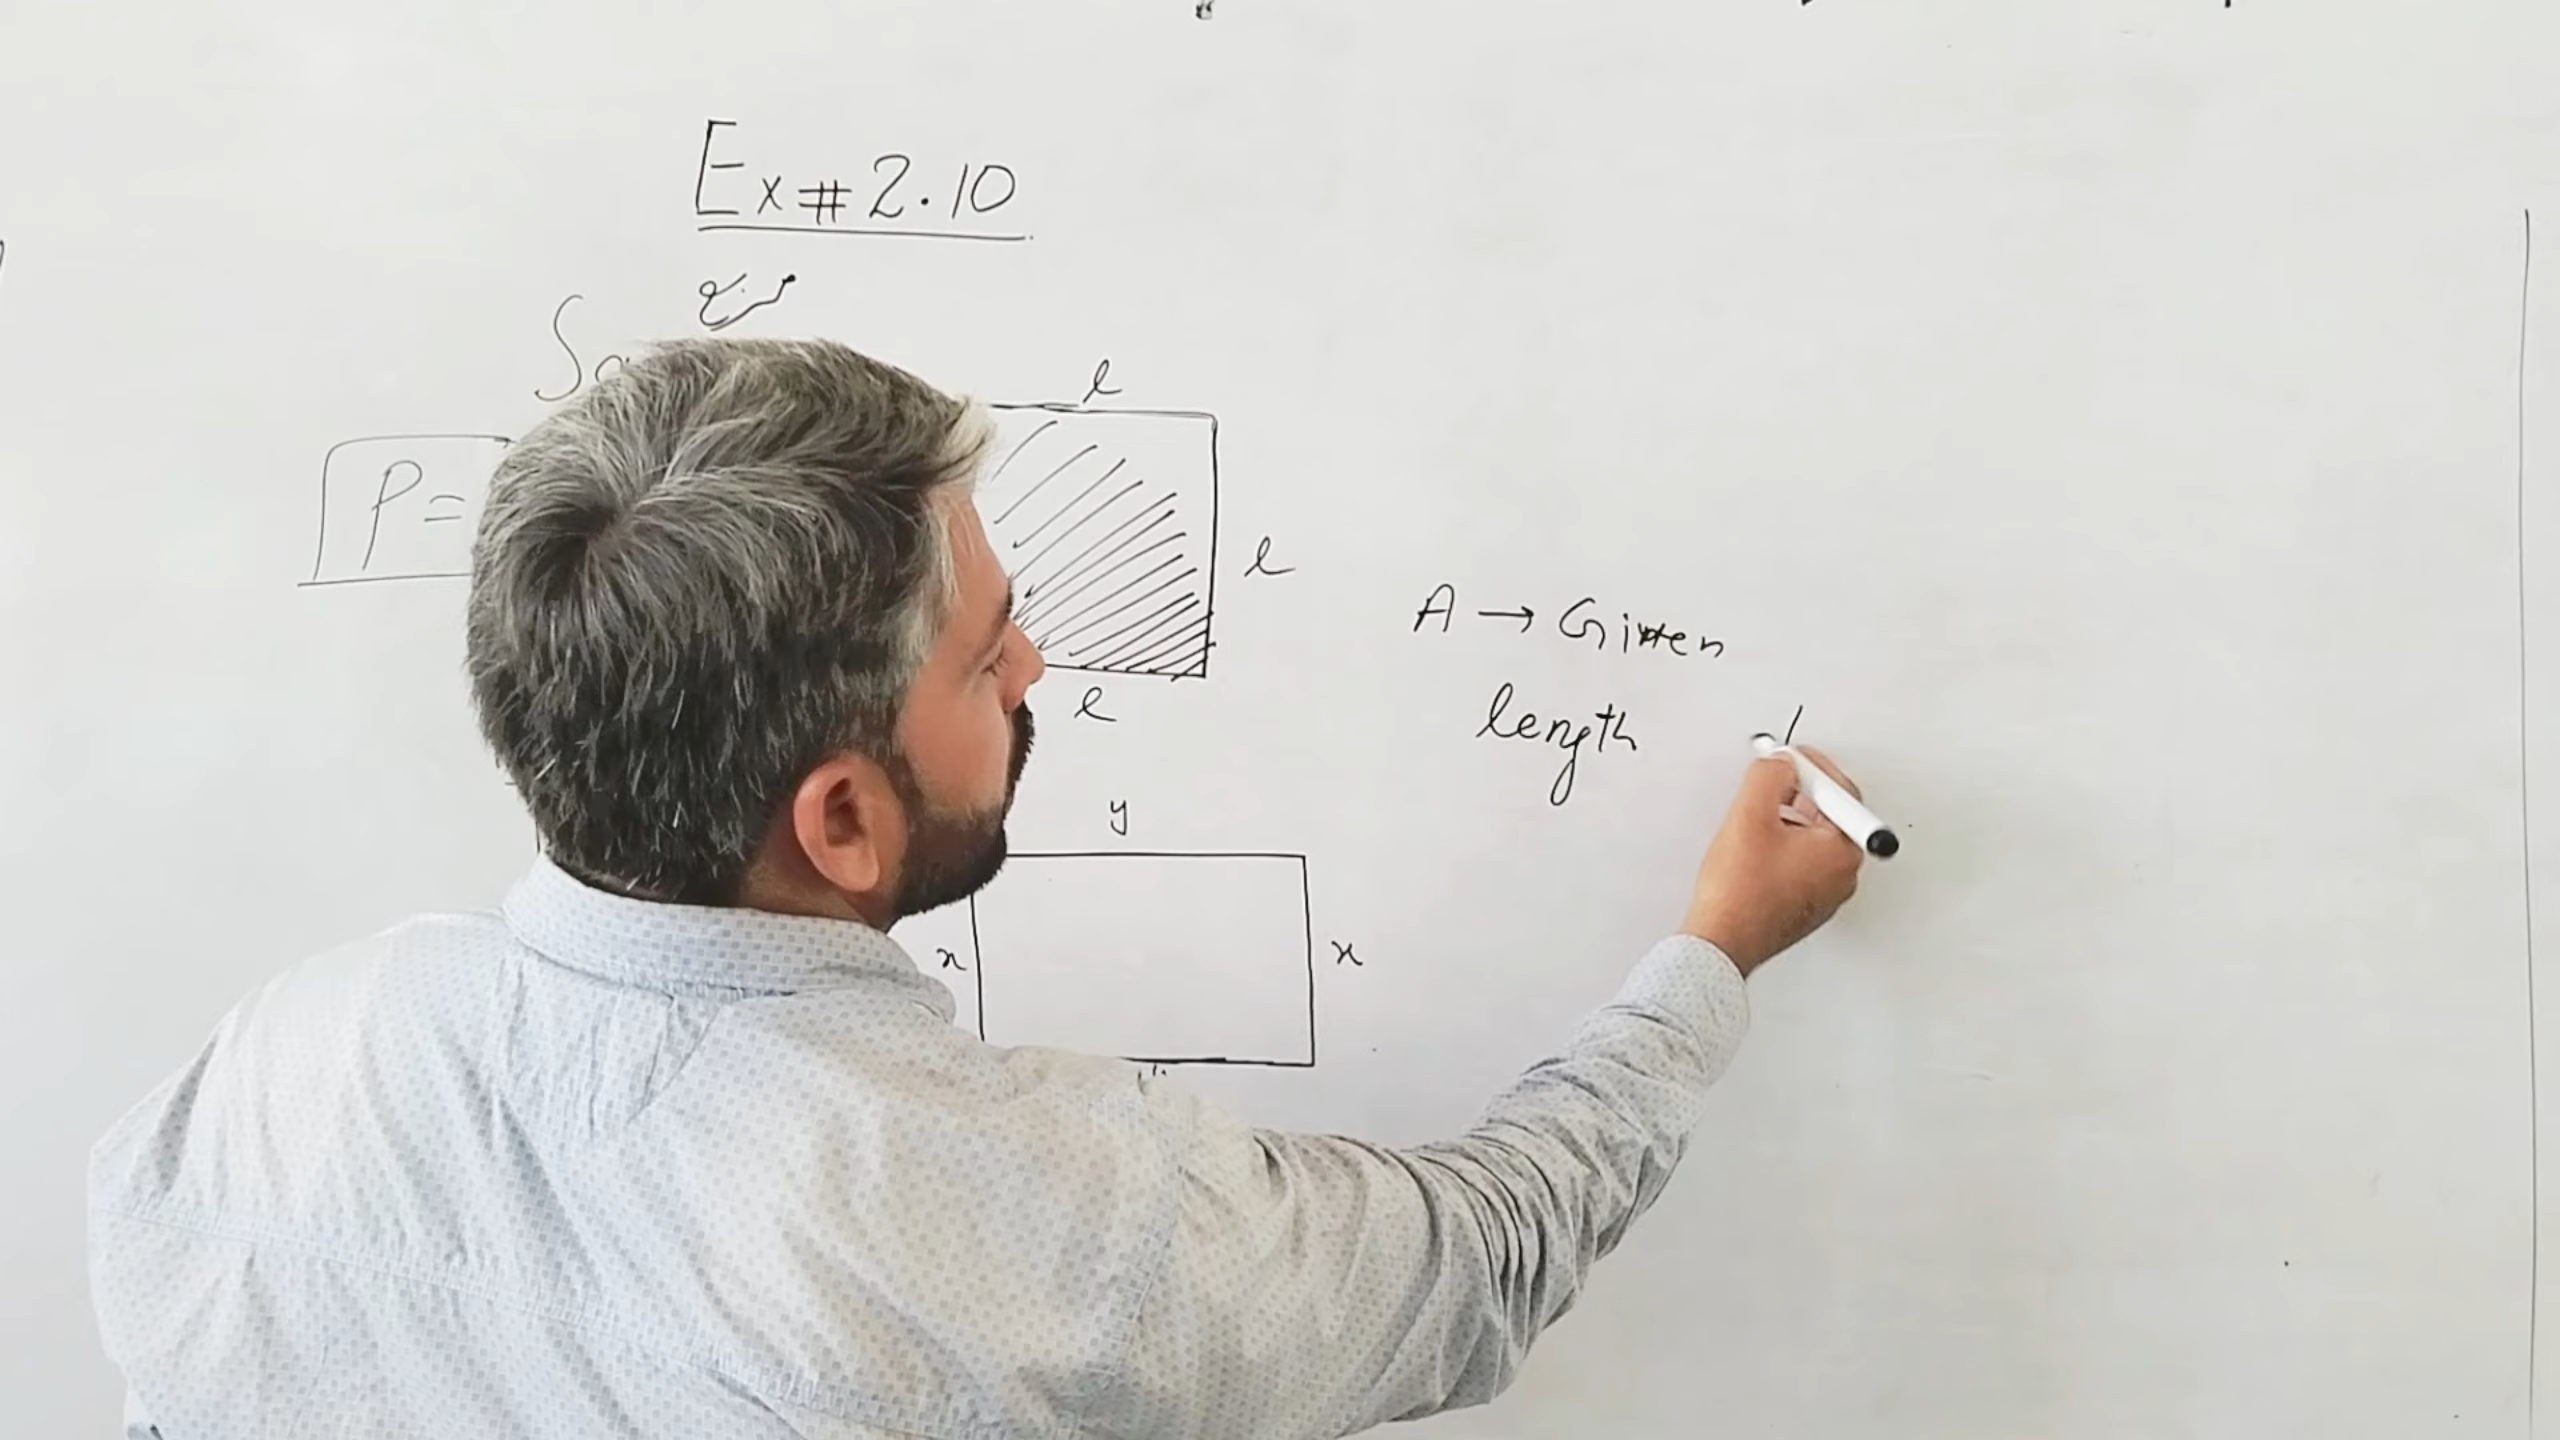 Ex#2.10
l
P=
l
A → Given
l
length
y
x
x